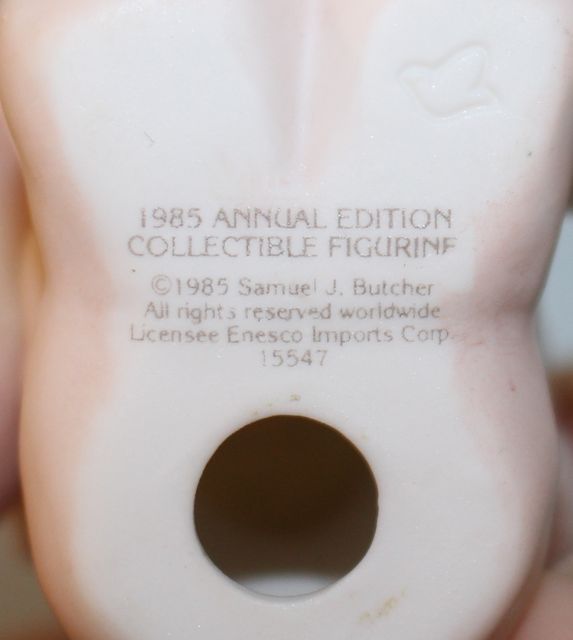 1985 ANNUAL EDITION
COLLECTIBLE FIGURINE
©1985 Samuel J. Butcher
All rights reserved worldwide
Licensee Enesco Imports Corp.
15547